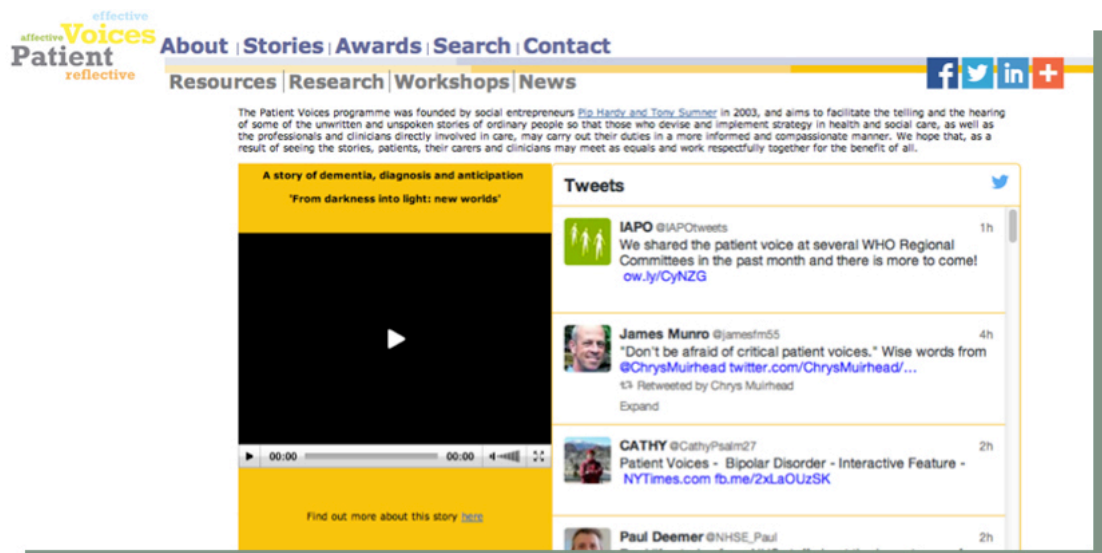 effective
affective Voices
Patient
reflective
About | Stories | Awards | Search | Contact
Resources | Research | Workshops | News
The Patient Voices programme was founded by social entrepreneurs Pip Hardy and Tony Sumner in 2003, and aims to facilitate the telling and the hearing
of some of the unwritten and unspoken stories of ordinary people so that those who devise and implement strategy in health and social care, as well as
the professionals and clinicians directly involved in care, may carry out their duties in a more informed and compassionate manner. We hope that, as a
result of seeing the stories, patients, their carers and clinicians may meet as equals and work respectfully together for the benefit of all.
A story of dementia, diagnosis and anticipation
'From darkness into light: new worlds'
00:00 00:00
Find out more about this story here
Tweets
IAPO @IAPOtweets 1h
We shared the patient voice at several WHO Regional
Committees in the past month and there is more to come!
ow.ly/CyNZG
James Munro @jamesfm55 4h
"Don't be afraid of critical patient voices." Wise words from
@ChrysMuirhead twitter.com/ChrysMuirhead/...
Retweeted by Chrys Muirhead
Expand
CATHY @CathyPsalm27 2h
Patient Voices - Bipolar Disorder - Interactive Feature -
NYTimes.com fb.me/2xLaOUzSK
Paul Deemer @NHSE_Paul 2h